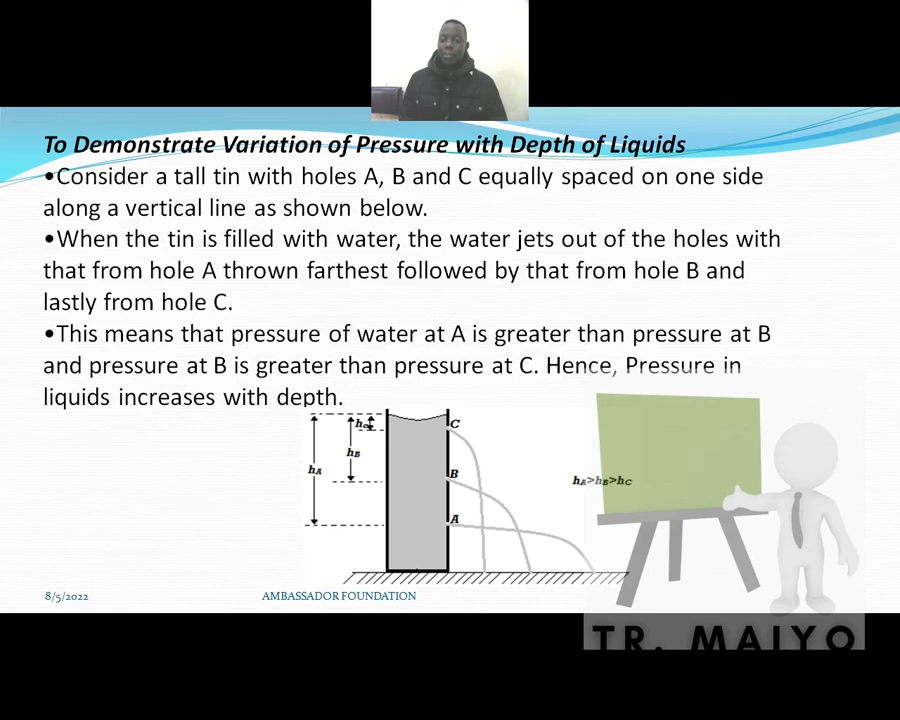 To Demonstrate Variation of Pressure with Depth of Liquids
•Consider a tall tin with holes A, B and C equally spaced on one side
along a vertical line as shown below.
•When the tin is filled with water, the water jets out of the holes with
that from hole A thrown farthest followed by that from hole B and
lastly from hole C.
•This means that pressure of water at A is greater than pressure at B
and pressure at B is greater than pressure at C. Hence, Pressure in
liquids increases with depth.
hC
C
hB
hA
B
hA>hB>hC
A
8/5/2022
AMBASSADOR FOUNDATION
TR. MAIYO